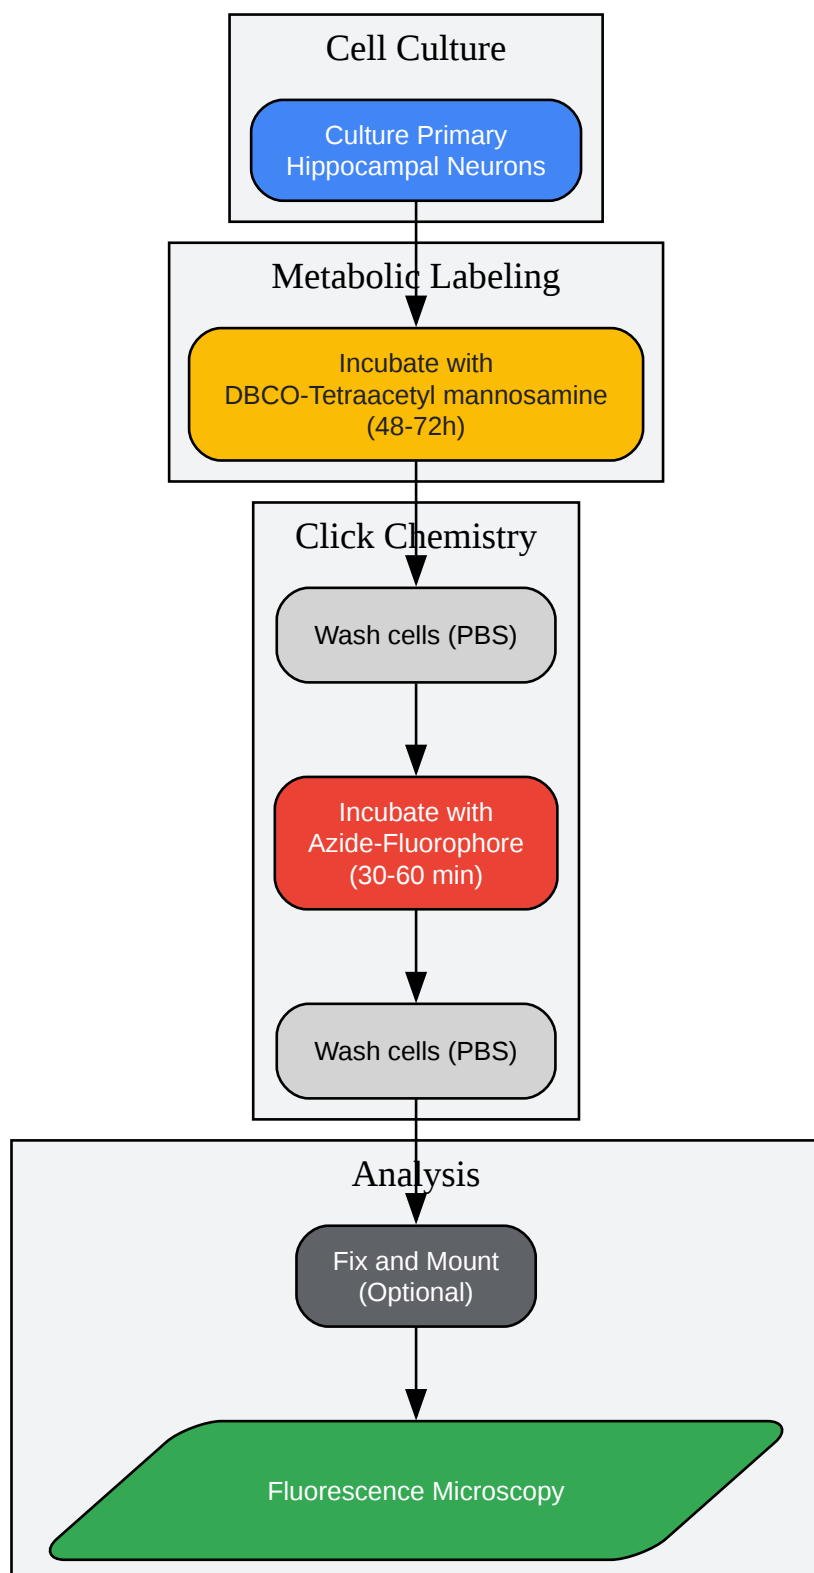 Cell Culture
Culture Primary
Hippocampal Neurons
Metabolic Labeling
Incubate with
DBCO-Tetraacetyl mannosamine
(48-72h)
Click Chemistry
Wash cells (PBS)
Incubate with
Azide-Fluorophore
(30-60 min)
Wash cells (PBS)
Analysis
Fix and Mount
(Optional)
Fluorescence Microscopy